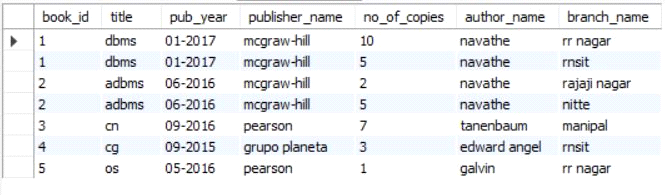 book_id title pub_year publisher_name no_of_copies author_name branch_name
1 dbms 01-2017 mcgraw-hill 10 navathe rr nagar
1 dbms 01-2017 mcgraw-hill 5 navathe rnsit
2 adbms 06-2016 mcgraw-hill 2 navathe rajaji nagar
2 adbms 06-2016 mcgraw-hill 5 navathe nitte
3 cn 09-2016 pearson 7 tanenbaum manipal
4 cg 09-2015 grupo planeta 3 edward angel rnsit
5 os 05-2016 pearson 1 galvin rr nagar